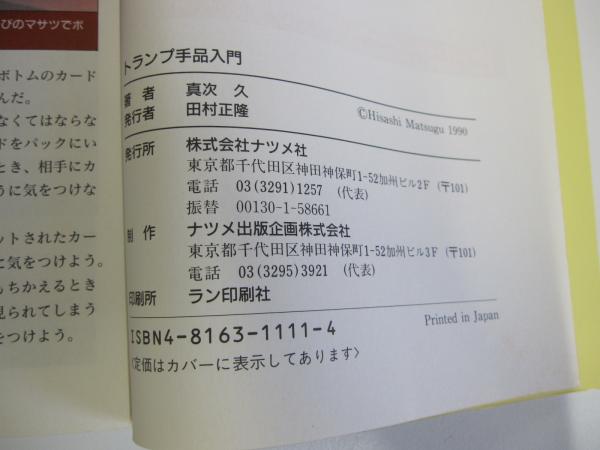 びのマサツでボ
ボトムのカード
んだ。
なくてはならな
ドをパックにい
とき、相手にカ
うに気をつけな
ットされたカー
に気をつけよう。
もちかえるとき
見られてしまう
をつけよう。
トランプ手品入門
著者 真次 久
発行者 田村正隆
©Hisashi Matsugu 1990
発行所 株式会社ナツメ社
東京都千代田区神田神保町1-52加州ビル2F (〒101)
電話 03(3291)1257 (代表)
振替 00130-1-58661
制作 ナツメ出版企画株式会社
東京都千代田区神田神保町1-52加州ビル3F (〒101)
電話 03(3295)3921 (代表)
印刷所 ラン印刷社
ISBN4-8163-1111-4
Printed in Japan
〈定価はカバーに表示してあります〉